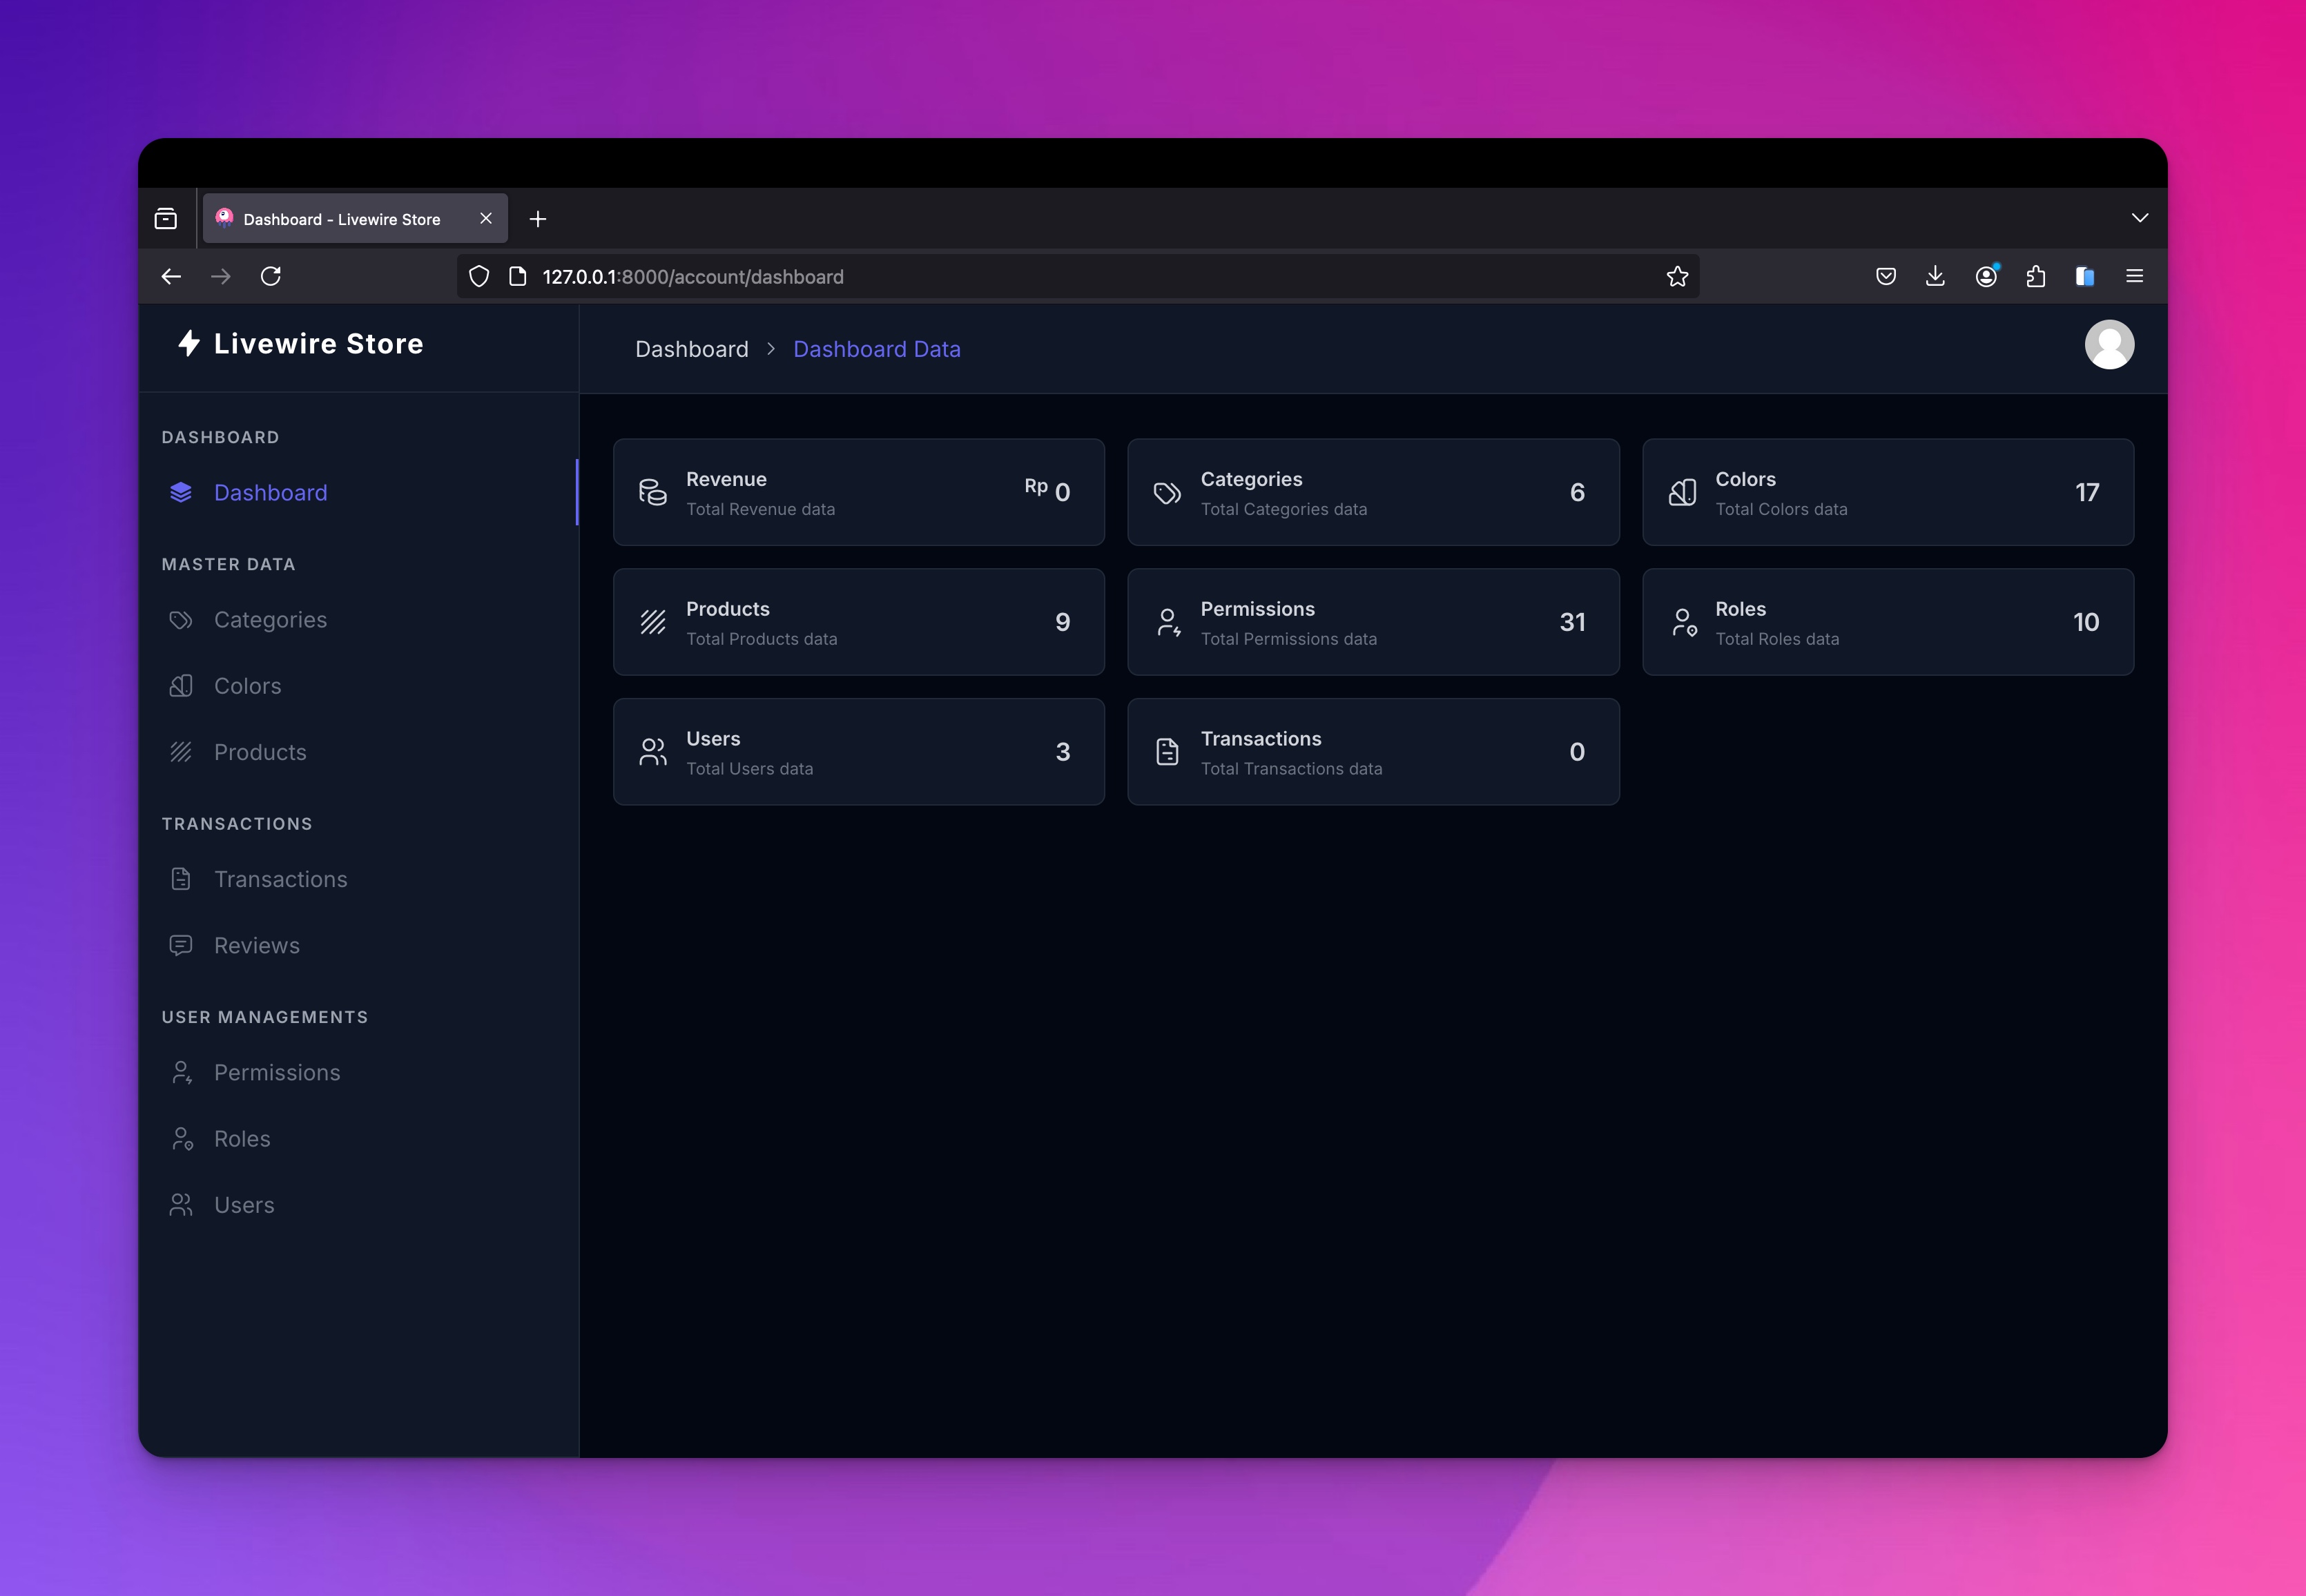 Dashboard - Livewire Store
127.0.0.1:8000/account/dashboard
Livewire Store
Dashboard
Dashboard Data
DASHBOARD
Dashboard
MASTER DATA
Categories
Colors
Products
TRANSACTIONS
Transactions
Reviews
USER MANAGEMENTS
Permissions
Roles
Users
Revenue
Total Revenue data
Rp 0
Categories
Total Categories data
6
Colors
Total Colors data
17
Products
Total Products data
9
Permissions
Total Permissions data
31
Roles
Total Roles data
10
Users
Total Users data
3
Transactions
Total Transactions data
0